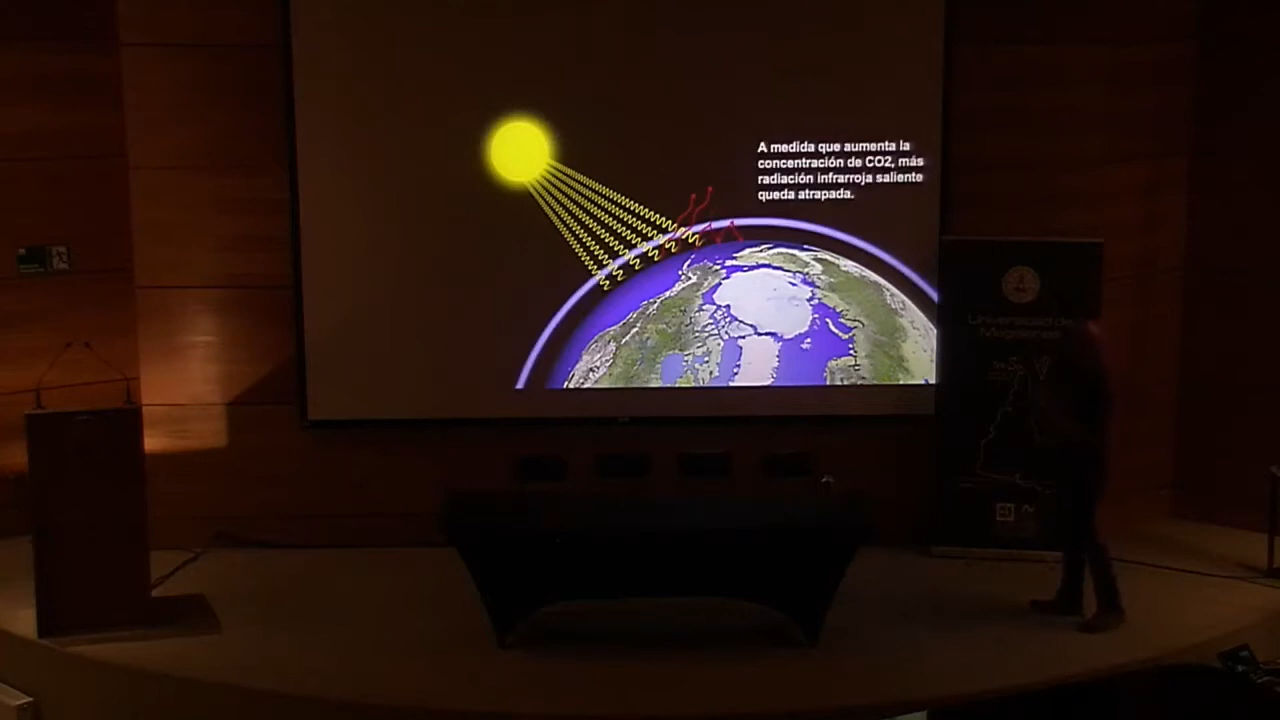 A medida que aumenta la
concentración de CO2, más
radiación infrarroja saliente
queda atrapada.
Universidad de
Magallanes